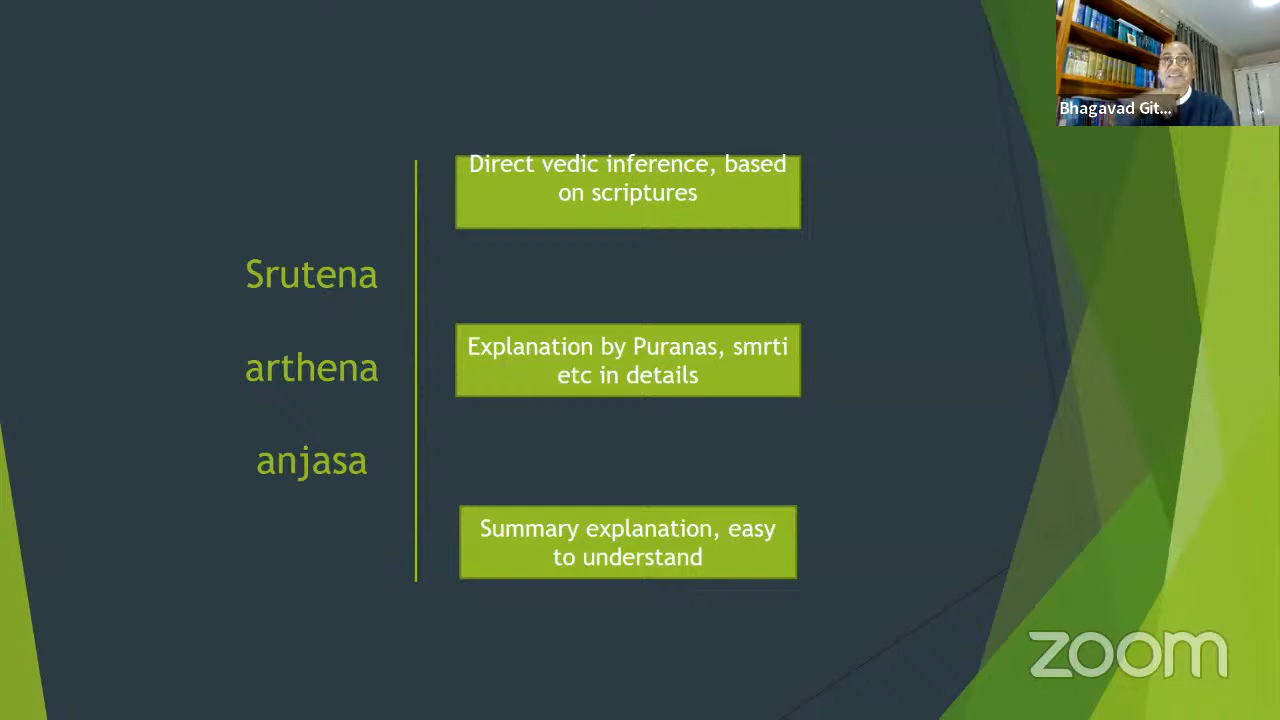 Bhagavad Git...
Direct vedic inference, based
on scriptures
Srutena
Explanation by Puranas, smrti
etc in details
arthena
anjasa
Summary explanation, easy
to understand
zoom